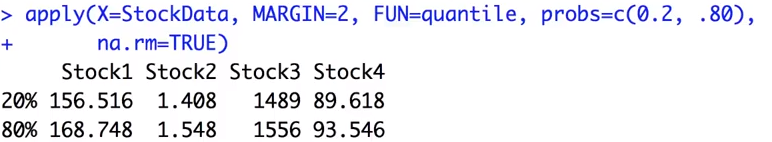 > apply(X=StockData, MARGIN=2, FUN=quantile, probs=c(0.2, .80),
+ na.rm=TRUE)
Stock1 Stock2 Stock3 Stock4
20% 156.516 1.408 1489 89.618
80% 168.748 1.548 1556 93.546